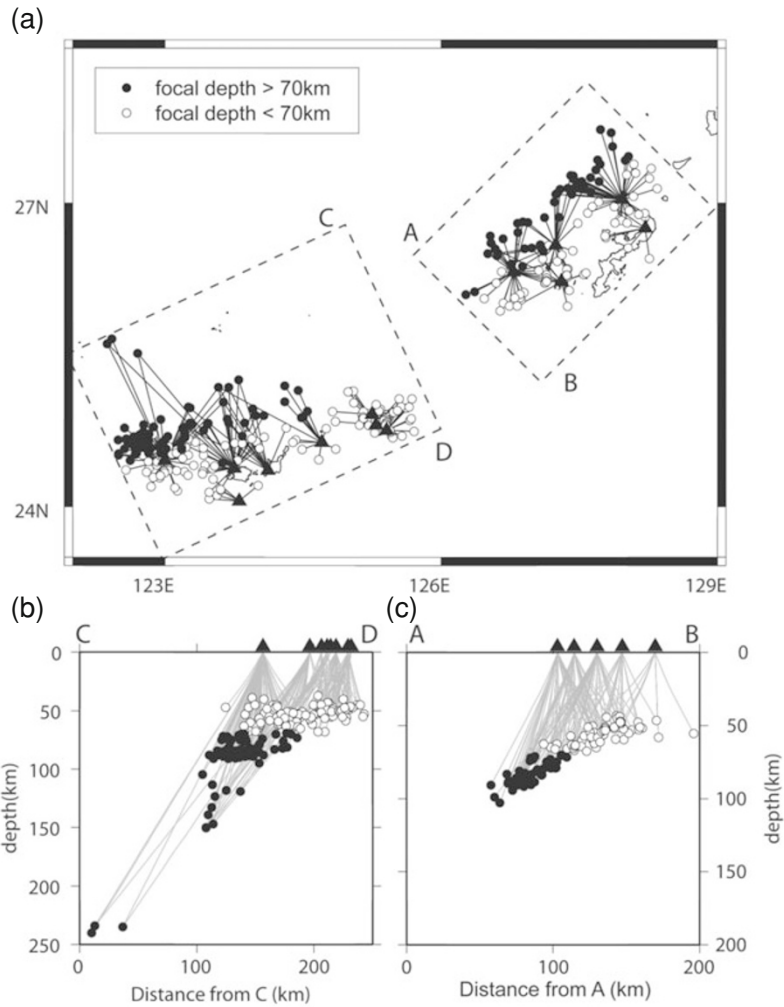 (a)
focal depth > 70km
focal depth < 70km
27N
24N
C
A
B
D
123E
126E
129E
(b)
(c)
C
D
A
B
0
50
100
150
200
250
depth(km)
0
100
200
Distance from C (km)
0
50
100
150
200
depth(km)
0
100
200
Distance from A (km)